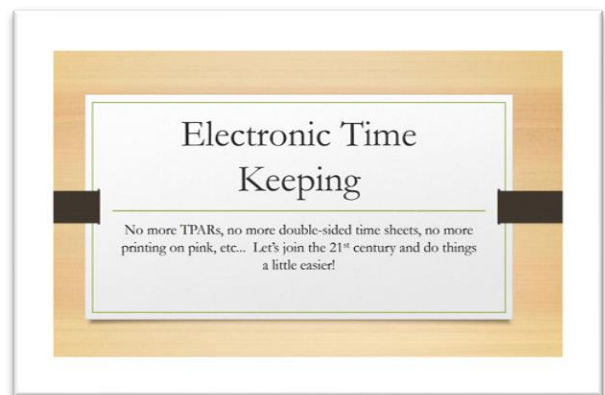 Electronic Time
Keeping
No more TPARs, no more double-sided time sheets, no more
printing on pink, etc... Let's join the 21st century and do things
a little easier!